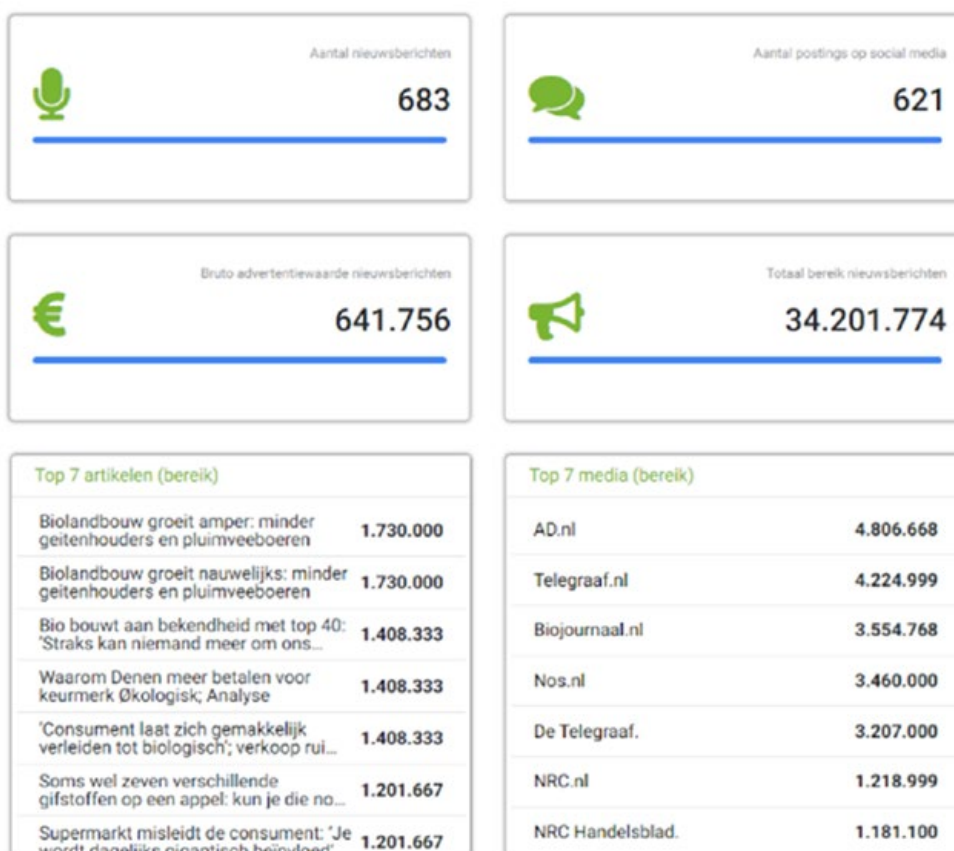 Aantal nieuwsberichten
683
Aantal postings op social media
621
Bruto advertentiewaarde nieuwsberichten
€
641.756
Totaal bereik nieuwsberichten
34.201.774
Top 7 artikelen (bereik)
Biolandbouw groeit amper: minder
geitenhouders en pluimveeboeren
1.730.000
Biolandbouw groeit nauwelijks: minder
geitenhouders en pluimveeboeren
1.730.000
Bio bouwt aan bekendheid met top 40:
'Straks kan niemand meer om ons...
1.408.333
Waarom Denen meer betalen voor
keurmerk Økologisk; Analyse
1.408.333
'Consument laat zich gemakkelijk
verleiden tot biologisch'; verkoop rui...
1.408.333
Soms wel zeven verschillende
gifstoffen op een appel: kun je die no...
1.201.667
Supermarkt misleidt de consument: 'Je
wordt dagelijks gigantisch beïnvloed'
1.201.667
Top 7 media (bereik)
AD.nl 4.806.668
Telegraaf.nl 4.224.999
Biojournaal.nl 3.554.768
Nos.nl 3.460.000
De Telegraaf. 3.207.000
NRC.nl 1.218.999
NRC Handelsblad. 1.181.100